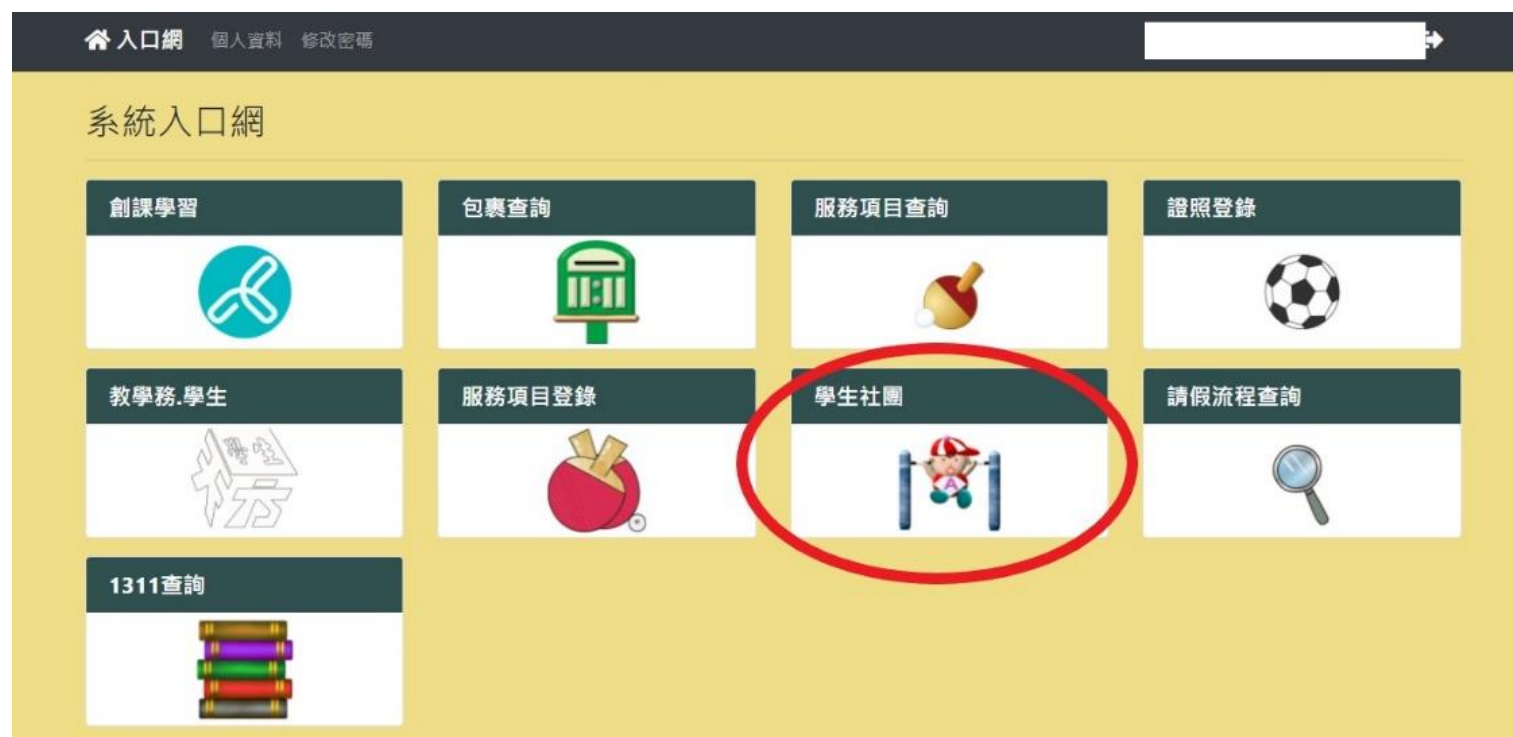 入口網 個人資料 修改密碼
系統入口網
創課學習 包裹查詢 服務項目查詢 證照登錄
教學務.學生 服務項目登錄 學生社團 請假流程查詢
學生
務
A
1311查詢